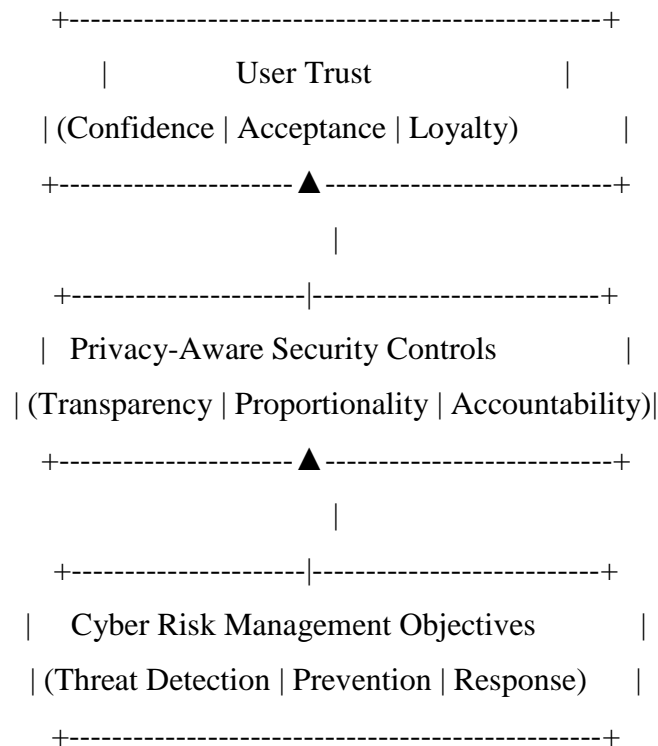 +---------------------------------------------------+
| User Trust |
| (Confidence | Acceptance | Loyalty) |
+----------------------▲---------------------------+
|
+----------------------|---------------------------+
| Privacy-Aware Security Controls |
| (Transparency | Proportionality | Accountability)|
+----------------------▲---------------------------+
|
+----------------------|---------------------------+
| Cyber Risk Management Objectives |
| (Threat Detection | Prevention | Response) |
+---------------------------------------------------+